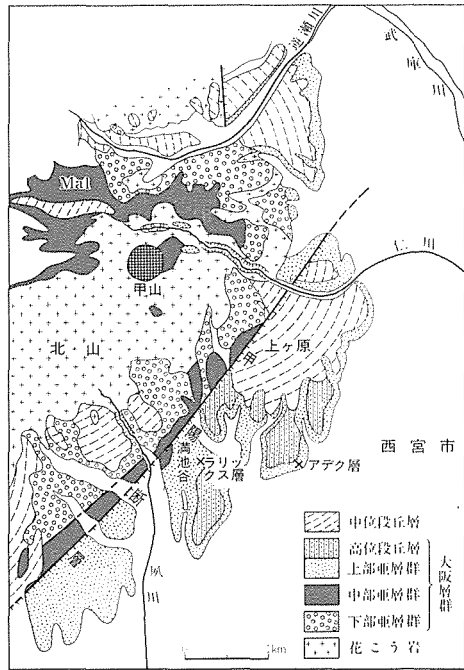 逆瀬川
武庫川
Ma1
仁川
甲山
北山
上ヶ原
甲
陽
断
層
満池谷
ラリックス層
アデク層
西宮市
夙川
中位段丘層
高位段丘層
上部亜層群
中部亜層群
下部亜層群
大阪層群
花こう岩
km